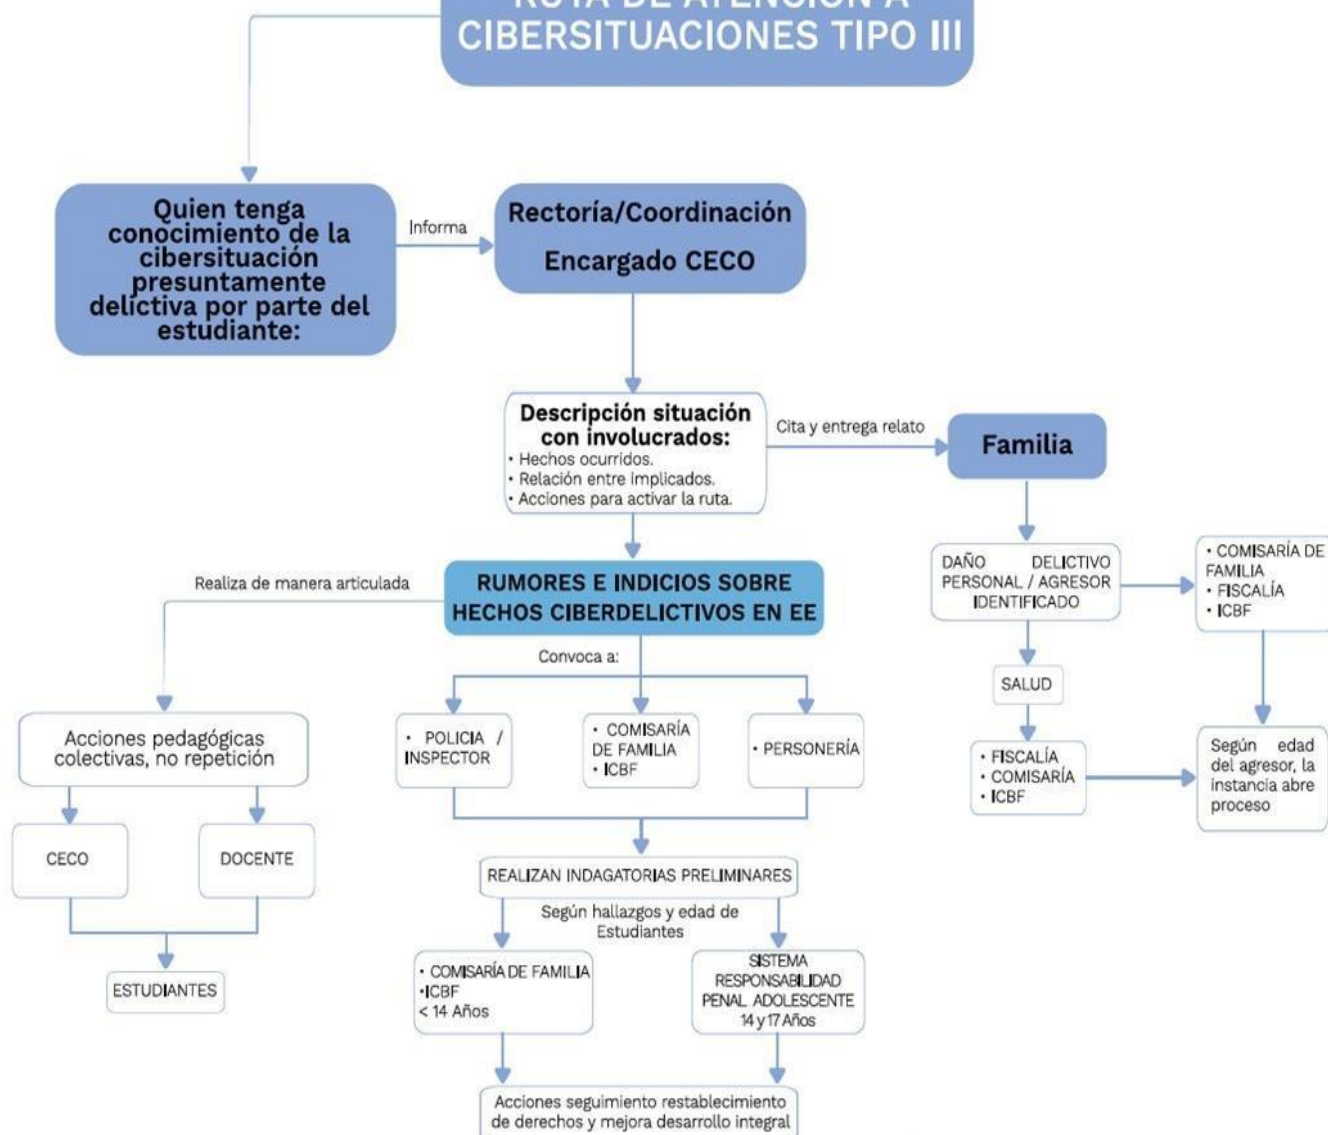 RUTA DE ATENCIÓN A
CIBERSITUACIONES TIPO III
Quien tenga
conocimiento de la
cibersituación
presuntamente
delictiva por parte del
estudiante:
Informa
Rectoría/Coordinación
Encargado CECO
Descripción situación
con involucrados:
• Hechos ocurridos.
• Relación entre implicados.
• Acciones para activar la ruta.
Cita y entrega relato
Familia
DAÑO DELICTIVO
PERSONAL / AGRESOR
IDENTIFICADO
• COMISARÍA DE
FAMILIA
• FISCALÍA
• ICBF
SALUD
• FISCALÍA
• COMISARÍA
• ICBF
Según edad
del agresor, la
instancia abre
proceso
Realiza de manera articulada
RUMORES E INDICIOS SOBRE
HECHOS CIBERDELICTIVOS EN EE
Convoca a:
Acciones pedagógicas
colectivas, no repetición
CECO
DOCENTE
ESTUDIANTES
• POLICIA /
INSPECTOR
• COMISARÍA
DE FAMILIA
• ICBF
• PERSONERÍA
REALIZAN INDAGATORIAS PRELIMINARES
Según hallazgos y edad de
Estudiantes
• COMISARÍA DE FAMILIA
•ICBF
< 14 Años
SISTEMA
RESPONSABILIDAD
PENAL ADOLESCENTE
14 y 17 Años
Acciones seguimiento restablecimiento
de derechos y mejora desarrollo integral